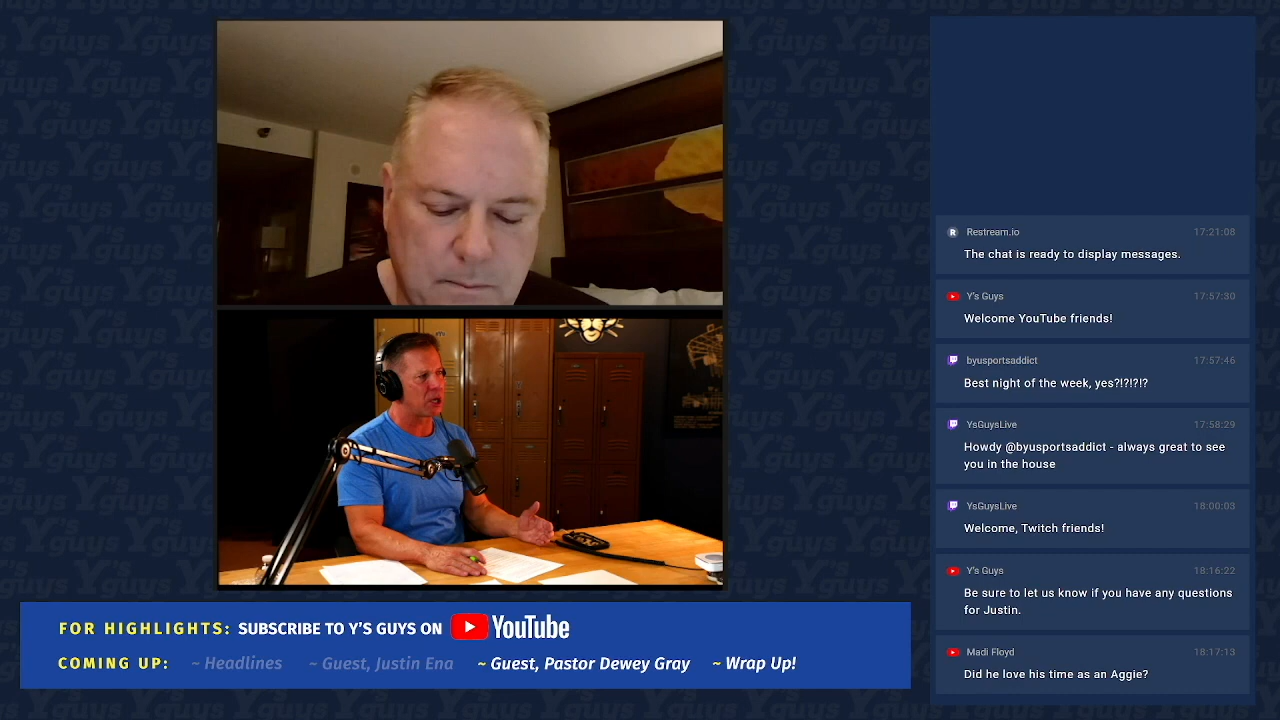 FOR HIGHLIGHTS: SUBSCRIBE TO Y'S GUYS ON YouTube
COMING UP: ~ Headlines ~ Guest, Justin Ena ~ Guest, Pastor Dewey Gray ~ Wrap Up!
R Restream.io 17:21:08
The chat is ready to display messages.
Y's Guys 17:57:30
Welcome YouTube friends!
byusportsaddict 17:57:46
Best night of the week, yes?!?!?!?
YsGuysLive 17:58:29
Howdy @byusportsaddict - always great to see
you in the house
YsGuysLive 18:00:03
Welcome, Twitch friends!
Y's Guys 18:16:22
Be sure to let us know if you have any questions
for Justin.
Madi Floyd 18:17:13
Did he love his time as an Aggie?